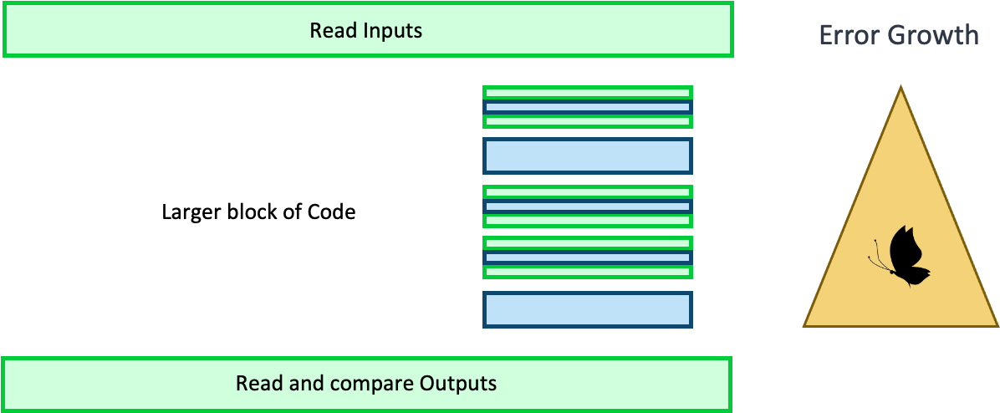 Read Inputs
Error Growth
Larger block of Code
Read and compare Outputs